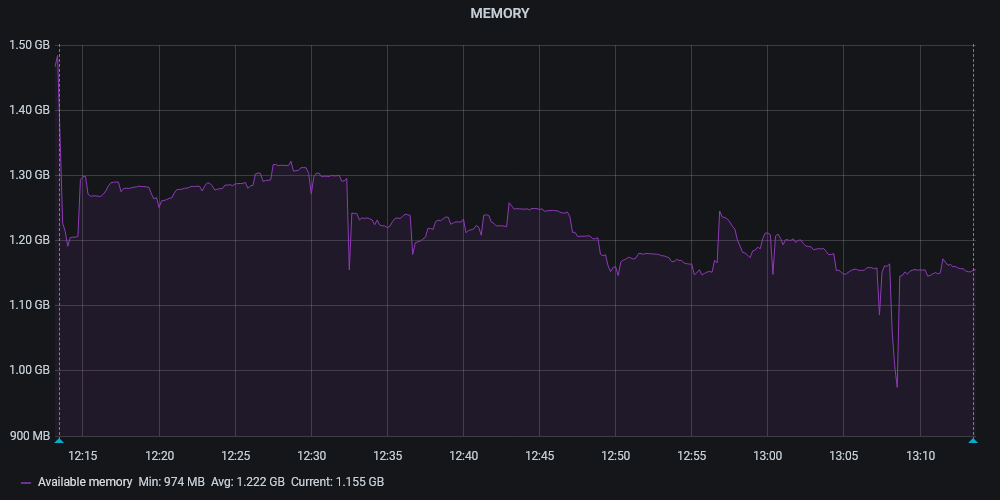 MEMORY
1.50 GB
1.40 GB
1.30 GB
1.20 GB
1.10 GB
1.00 GB
900 MB
12:15 12:20 12:25 12:30 12:35 12:40 12:45 12:50 12:55 13:00 13:05 13:10
Available memory Min: 974 MB Avg: 1.222 GB Current: 1.155 GB